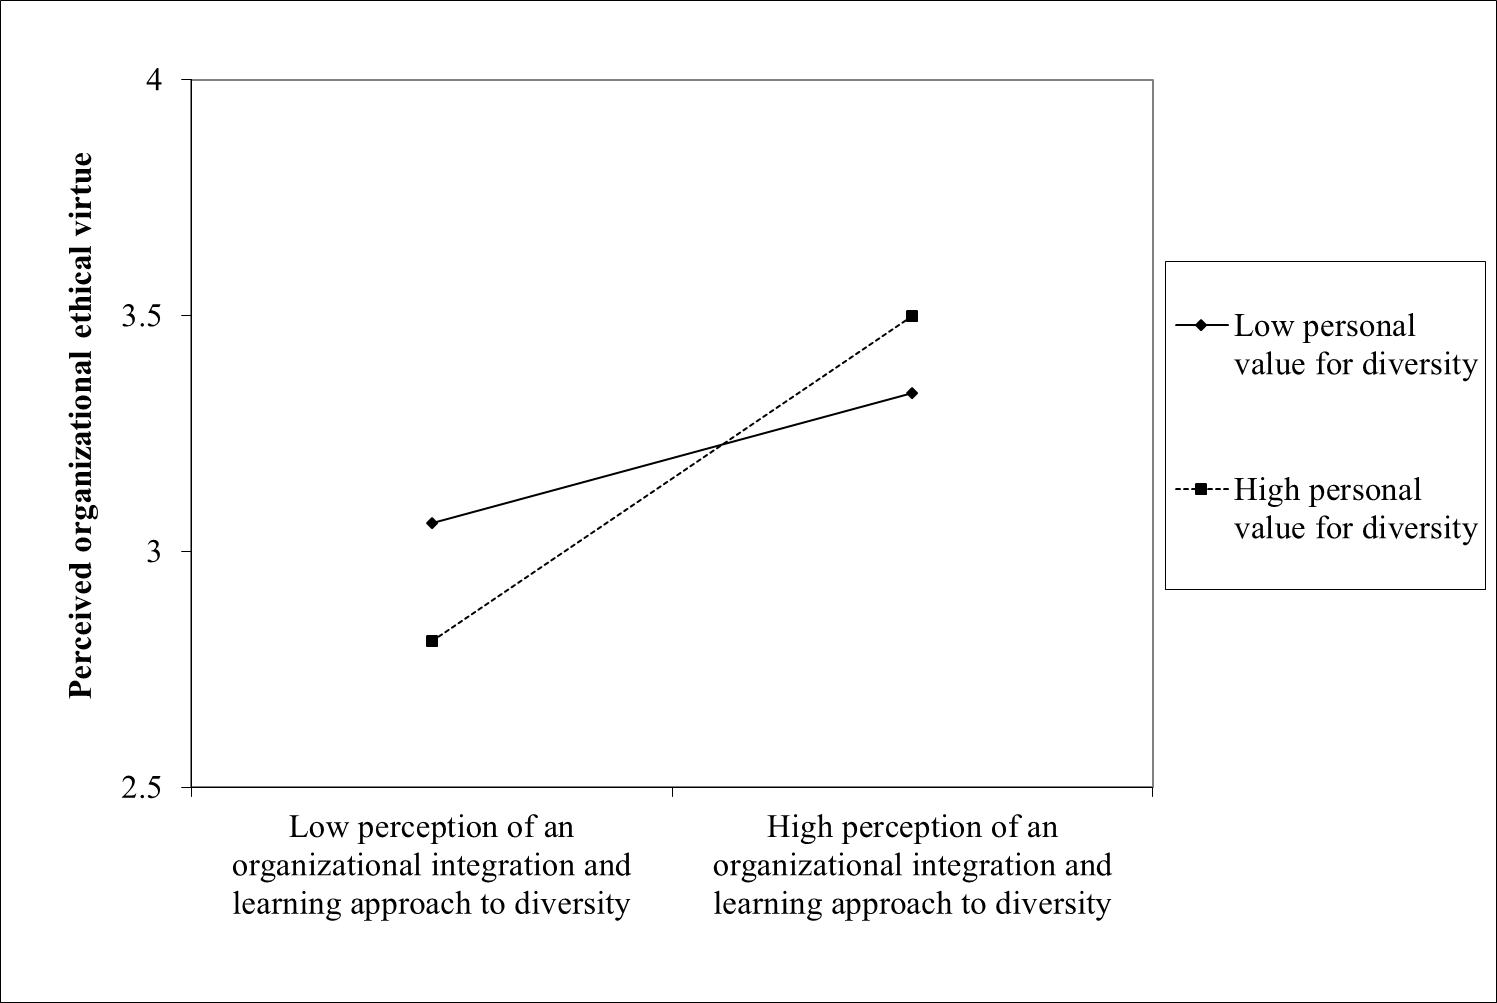 Perceived organizational ethical virtue
4
3.5
3
2.5
Low perception of an
organizational integration and
learning approach to diversity
High perception of an
organizational integration and
learning approach to diversity
Low personal
value for diversity
High personal
value for diversity